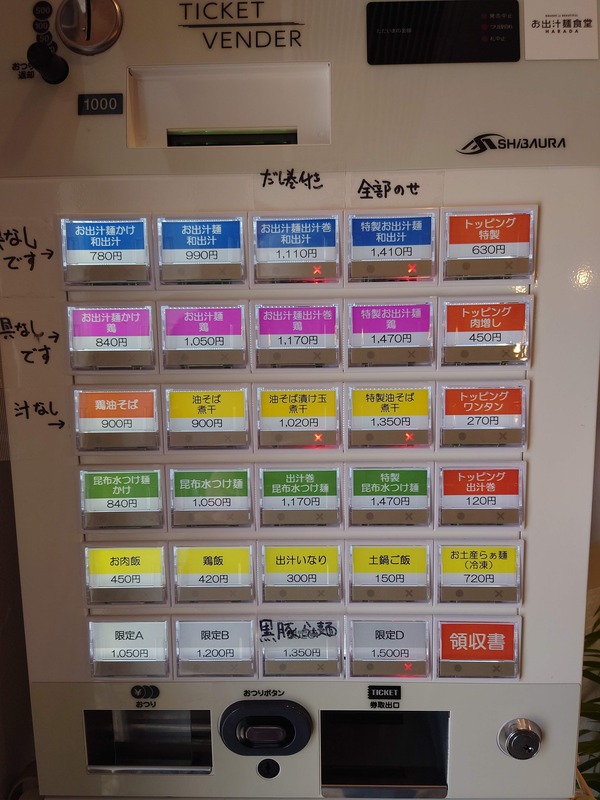 500
100
50
10
おつり
返却
TICKET
VENDER
1000
お出汁麺食堂
HARADA
SHIBAURA
だし巻付き
全部のせ
具なし
です→
お出汁麺かけ
和出汁
780円
お出汁麺
和出汁
990円
お出汁麺出汁巻
和出汁
1,110円
特製お出汁麺
和出汁
1,410円
トッピング
特製
630円
具なし→
です
お出汁麺かけ
鶏
840円
お出汁麺
鶏
1,050円
お出汁麺出汁巻
鶏
1,170円
特製お出汁麺
鶏
1,470円
トッピング
肉増し
450円
汁なし
→
鶏油そば
900円
油そば
煮干
900円
油そば漬け玉
煮干
1,020円
特製油そば
煮干
1,350円
トッピング
ワンタン
270円
昆布水つけ麺
かけ
840円
昆布水つけ麺
1,050円
出汁巻
昆布水つけ麺
1,170円
特製
昆布水つけ麺
1,470円
トッピング
出汁巻
120円
お肉飯
450円
鶏飯
420円
出汁いなり
300円
土鍋ご飯
150円
お土産らぁ麺
(冷凍)
720円
限定A
1,050円
限定B
1,200円
黒豚らぁ麺
1,350円
限定D
1,500円
領収書
おつり
おつりボタン
TICKET
券取出口